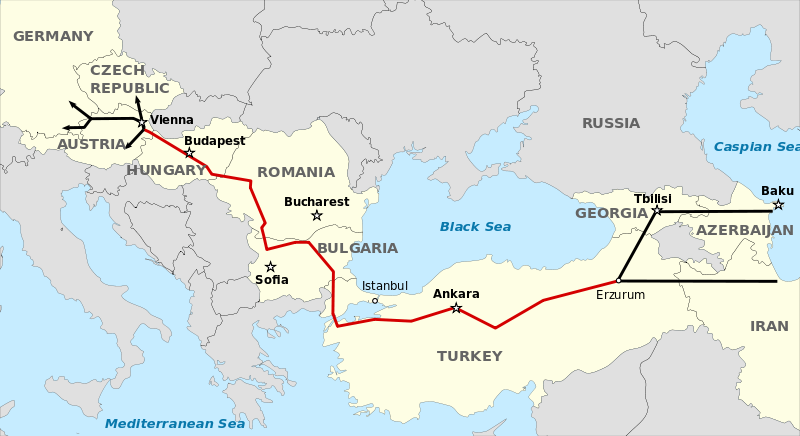 GERMANY
CZECH
REPUBLIC
Vienna
RUSSIA
Budapest
AUSTRIA
Caspian Sea
HUNGARY
ROMANIA
Baku
Tbilisi
Bucharest
GEORGIA
Black Sea
AZERBAIJAN
BULGARIA
Sofia
Istanbul
Ankara
Erzurum
IRAN
TURKEY
Mediterranean Sea